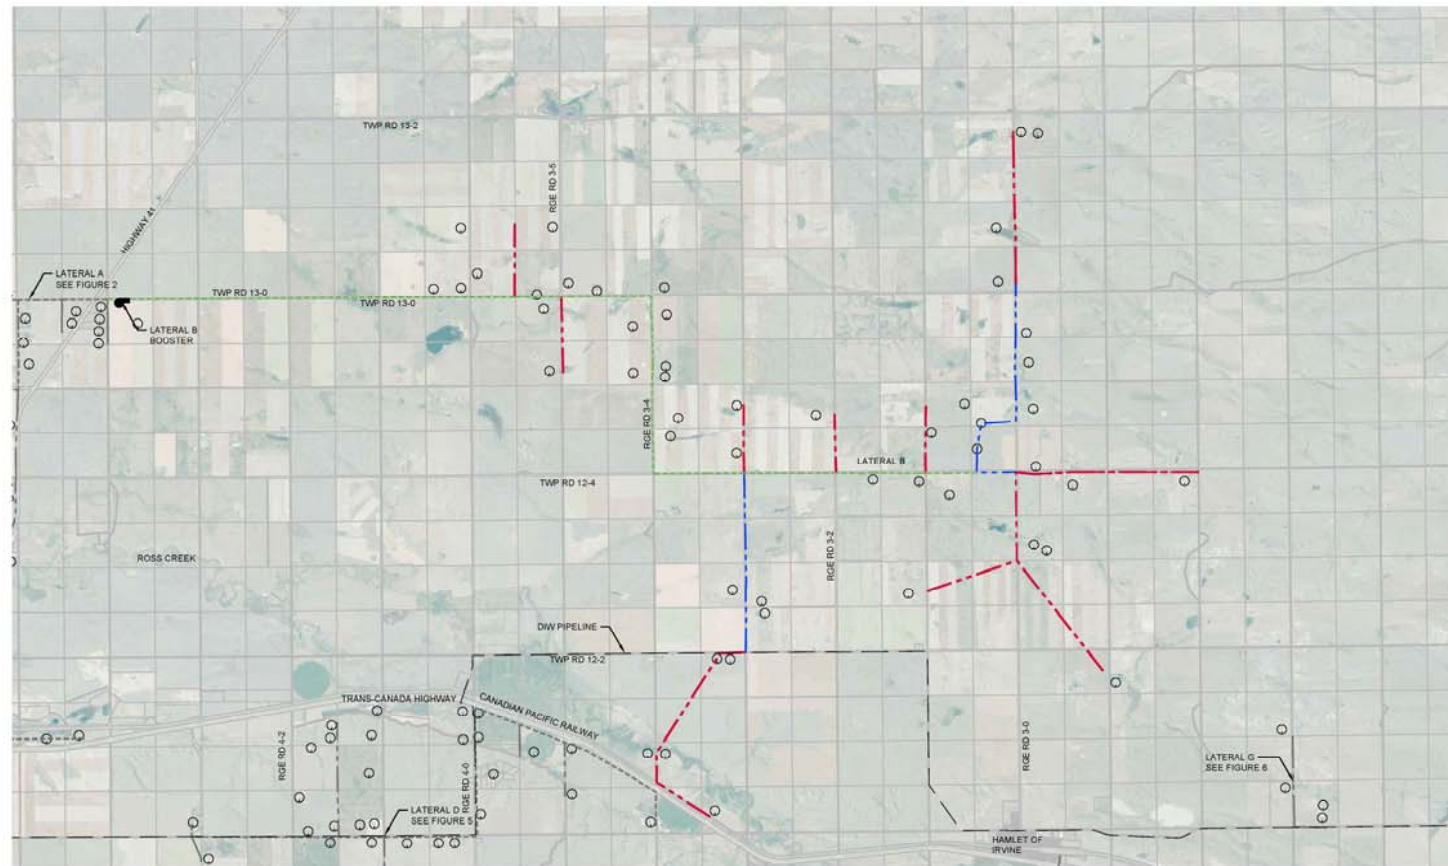 TWP RD 13-2
RGE RD 3-5
HIGHWAY 41
LATERAL A
SEE FIGURE 2
TWP RD 13-0
TWP RD 13-0
LATERAL B
BOOSTER
RGE RD 3-4
LATERAL B
TWP RD 12-4
RGE RD 3-2
ROSS CREEK
DIW PIPELINE
TWP RD 12-2
TRANS-CANADA HIGHWAY
CANADIAN PACIFIC RAILWAY
RGE RD 4-2
RGE RD 4-0
RGE RD 3-0
LATERAL G
SEE FIGURE 6
LATERAL D
SEE FIGURE 5
HAMLET OF
IRVINE